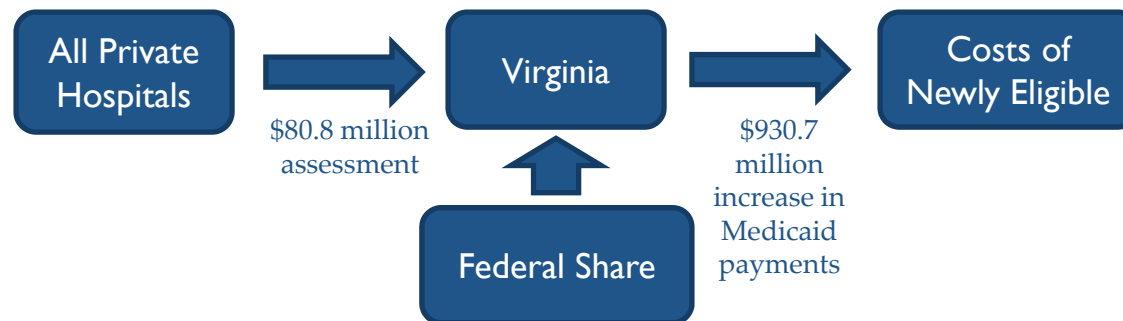 All Private
Hospitals
$80.8 million
assessment
Virginia
Federal Share
$930.7
million
increase in
Medicaid
payments
Costs of
Newly Eligible